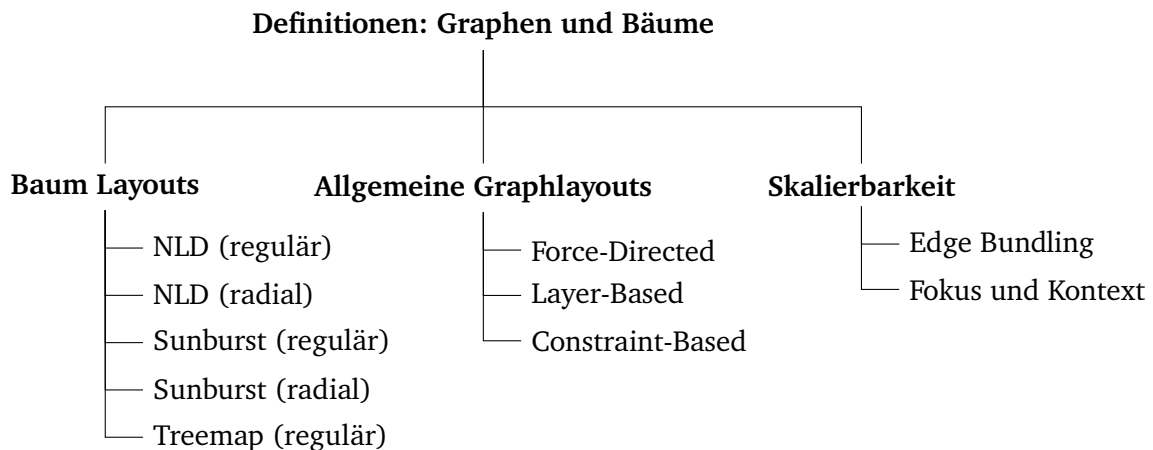 Definitionen: Graphen und Bäume
Baum Layouts
NLD (regulär)
NLD (radial)
Sunburst (regulär)
Sunburst (radial)
Treemap (regulär)
Allgemeine Graphlayouts
Force-Directed
Layer-Based
Constraint-Based
Skalierbarkeit
Edge Bundling
Fokus und Kontext